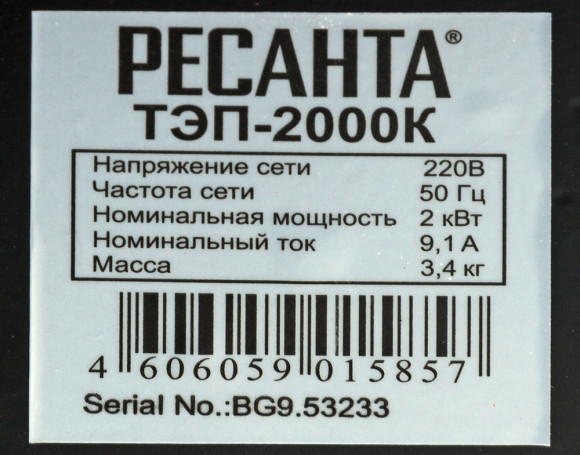 РЕСАНТА®
ТЭП-2000К
Напряжение сети 220В
Частота сети 50 Гц
Номинальная мощность 2 кВт
Номинальный ток 9,1 А
Масса 3,4 кг
4 606059 015857
Serial No.:BG9.53233